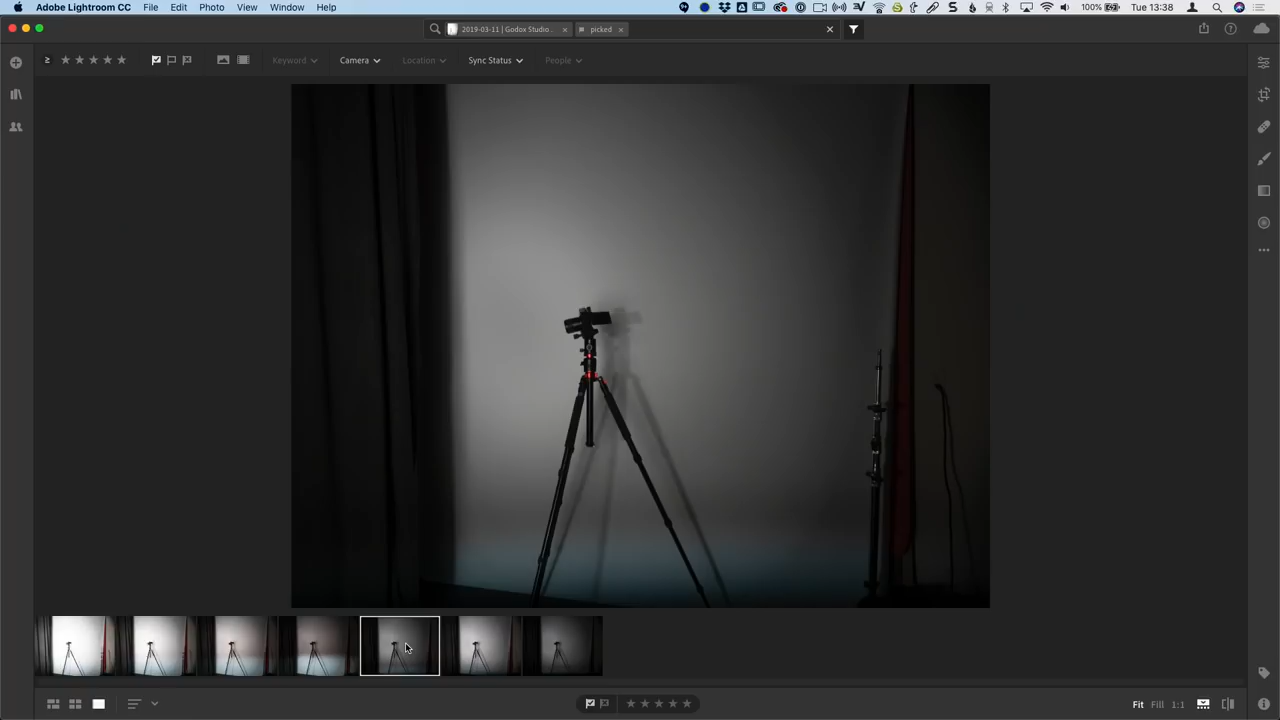 Adobe Lightroom CC File Edit Photo View Window Help 100% Tue 13:38
2019-03-11 | Godox Studio... picked
Keyword Camera Location Sync Status People
Fit Fill 1:1